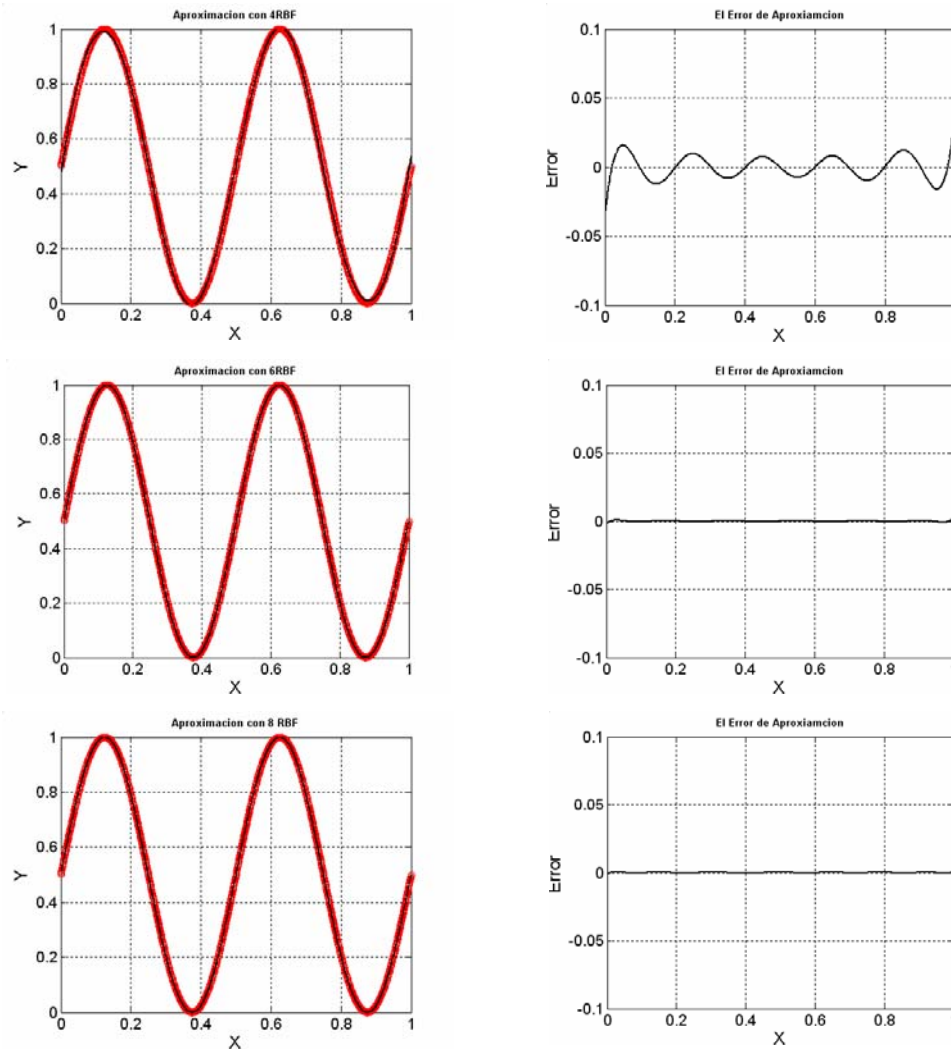 Aproximacion con 4RBF
1
0.8
0.6
0.4
0.2
0
Y
0 0.2 0.4 0.6 0.8 1
X
El Error de Aproxiamcion
0.1
0.05
0
-0.05
-0.1
Error
0 0.2 0.4 0.6 0.8
X
Aproximacion con 6RBF
1
0.8
0.6
0.4
0.2
0
Y
0 0.2 0.4 0.6 0.8 1
X
El Error de Aproxiamcion
0.1
0.05
0
-0.05
-0.1
Error
0 0.2 0.4 0.6 0.8
X
Aproximacion con 8 RBF
1
0.8
0.6
0.4
0.2
0
Y
0 0.2 0.4 0.6 0.8 1
X
El Error de Aproxiamcion
0.1
0.05
0
-0.05
-0.1
Error
0 0.2 0.4 0.6 0.8
X